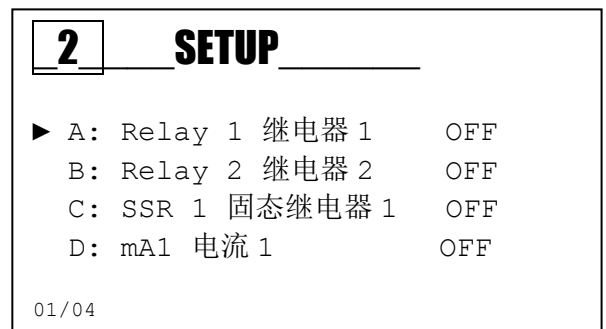 2 SETUP
► A: Relay 1 继电器1 OFF
B: Relay 2 继电器2 OFF
C: SSR 1 固态继电器1 OFF
D: mA1 电流1 OFF
01/04